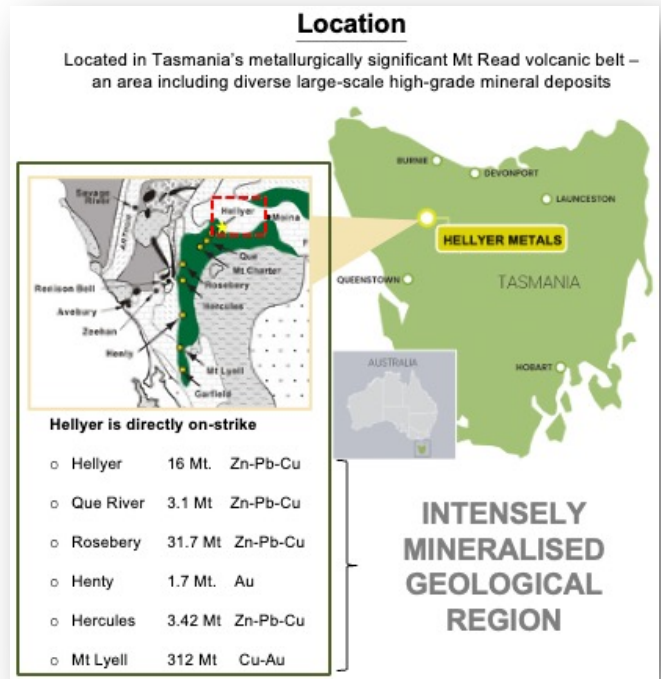 Location
Located in Tasmania's metallurgically significant Mt Read volcanic belt –
an area including diverse large-scale high-grade mineral deposits
Savage
River
Arthur
Hellyer
Moina
F
Que
Mt Charter
Rosebery
Hercules
Renison Bell
Avebury
Zeehan
Henty
Mt Lyell
Garfield
BURNIE
DEVONPORT
LAUNCESTON
HELLYER METALS
QUEENSTOWN
TASMANIA
HOBART
AUSTRALIA
Hellyer is directly on-strike
o Hellyer 16 Mt. Zn-Pb-Cu
o Que River 3.1 Mt Zn-Pb-Cu
o Rosebery 31.7 Mt Zn-Pb-Cu
o Henty 1.7 Mt. Au
o Hercules 3.42 Mt Zn-Pb-Cu
o Mt Lyell 312 Mt Cu-Au
INTENSELY
MINERALISED
GEOLOGICAL
REGION